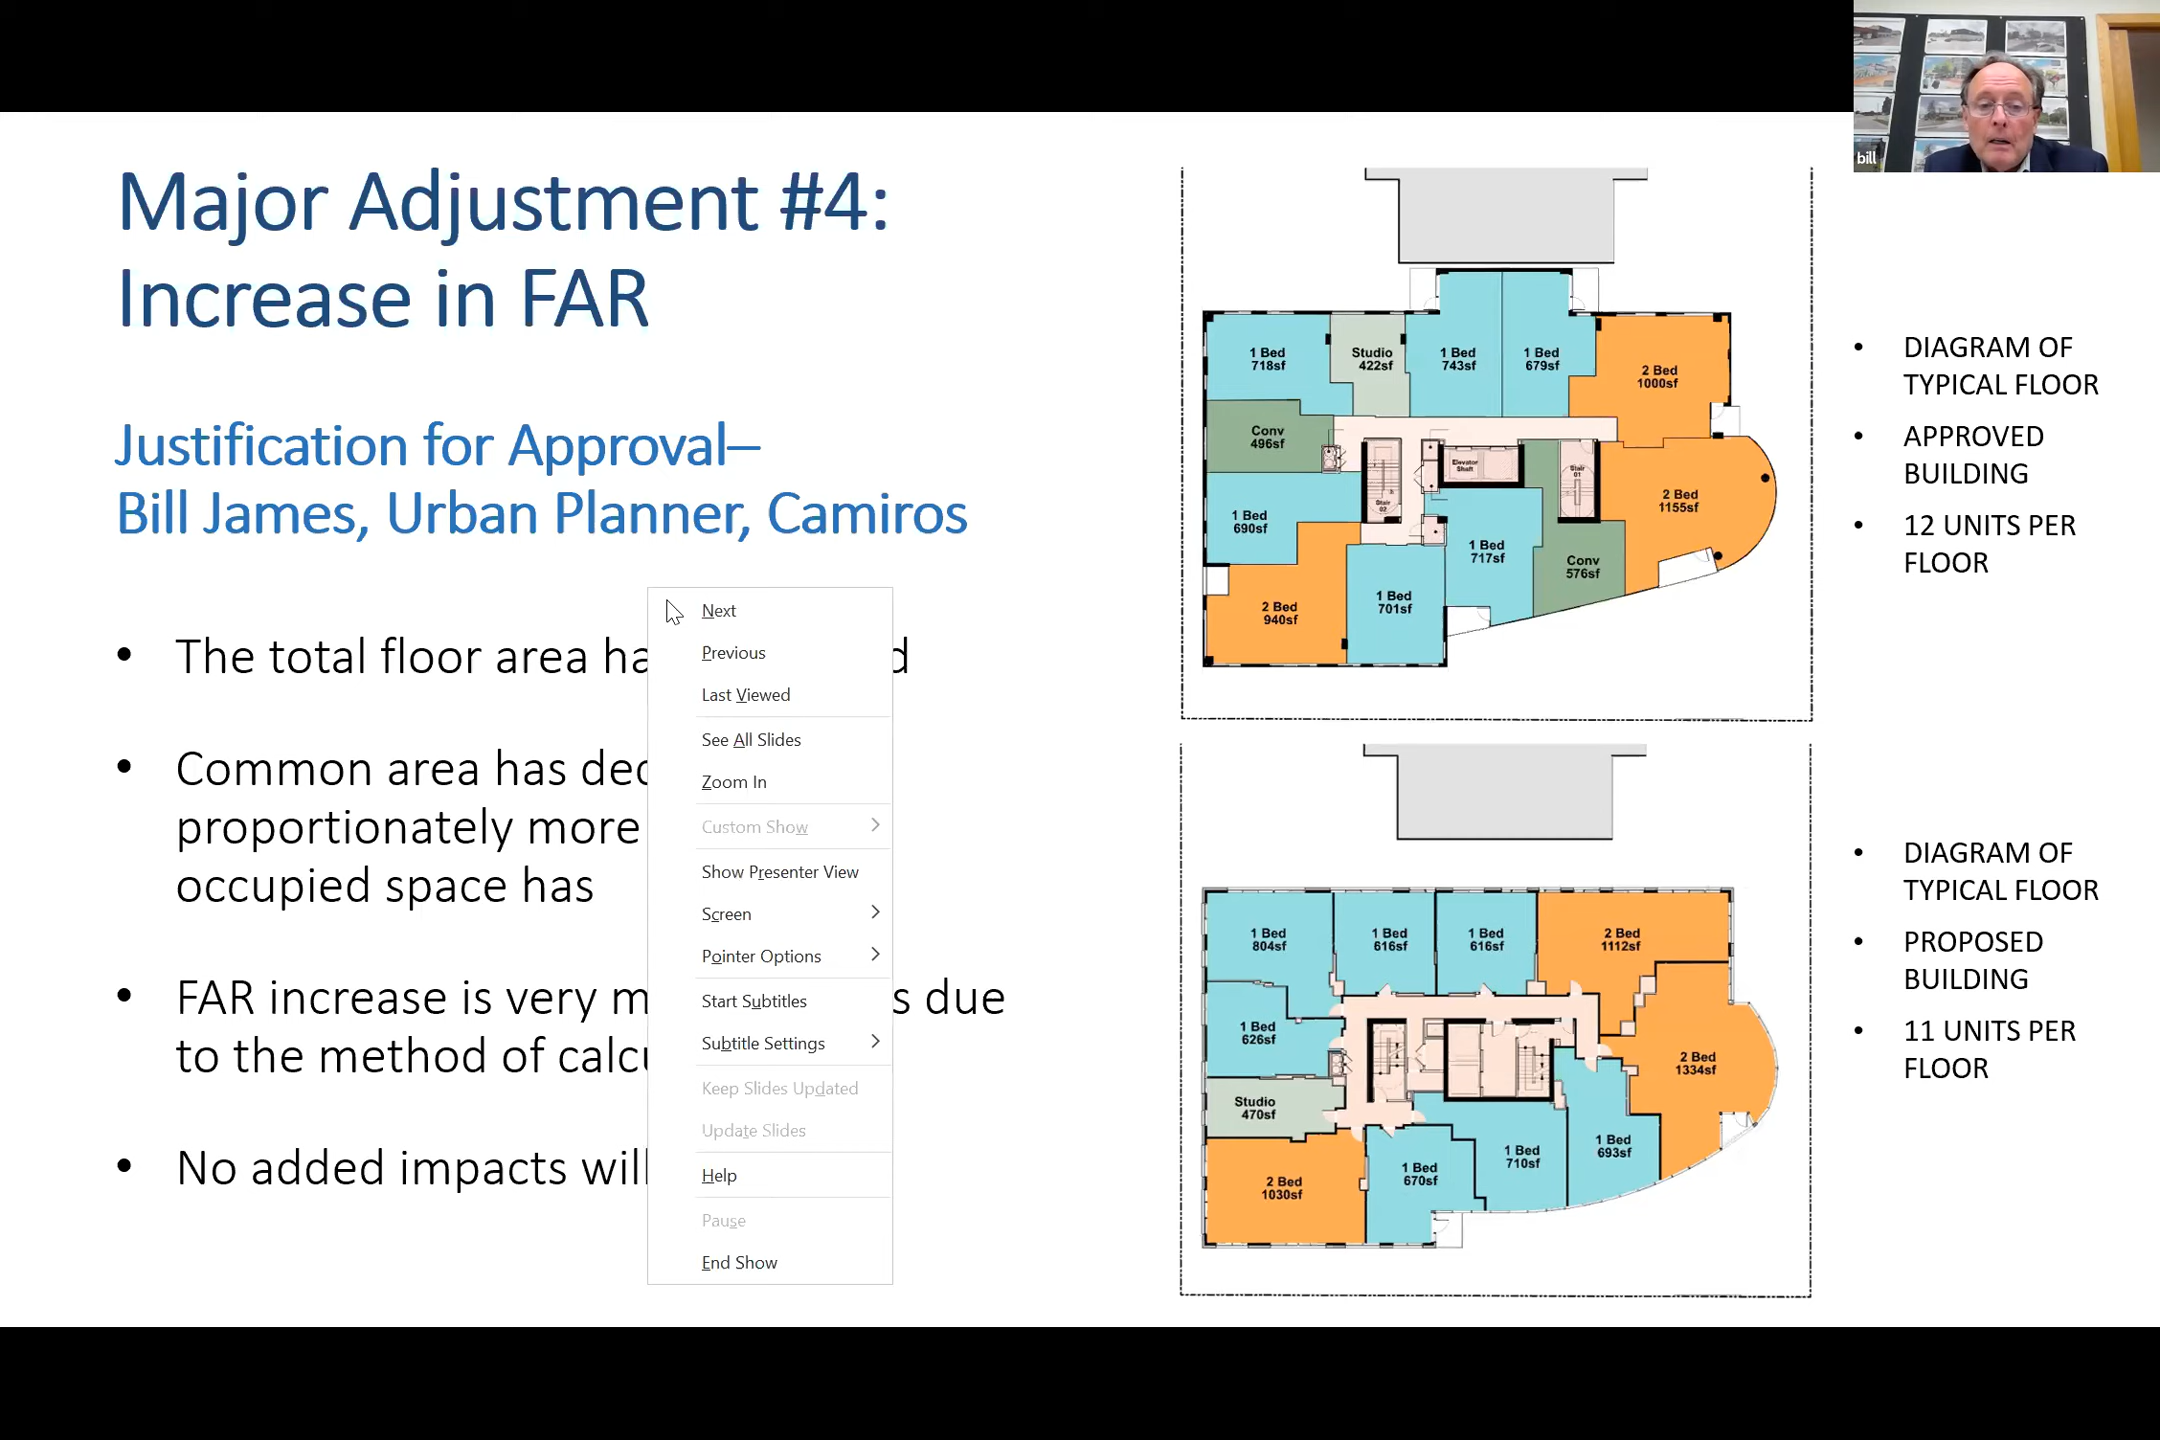 bill
Major Adjustment #4:
Increase in FAR
Justification for Approval–
Bill James, Urban Planner, Camiros
• The total floor area
• Common area has
proportionately more
occupied space has
• FAR increase is very
due
to the method of
• No added impacts
Next
Previous
Last Viewed
See All Slides
Zoom In
Custom Show
Show Presenter View
Screen
Pointer Options
Start Subtitles
Subtitle Settings
Keep Slides Updated
Update Slides
Help
Pause
End Show
1 Bed
718sf
Studio
422sf
1 Bed
743sf
1 Bed
679sf
2 Bed
1000sf
Conv
496sf
Elevator
Shaft
Stair
01
Stair
02
1 Bed
690sf
1 Bed
717sf
2 Bed
1155sf
Conv
576sf
2 Bed
940sf
1 Bed
701sf
• DIAGRAM OF
TYPICAL FLOOR
• APPROVED
BUILDING
• 12 UNITS PER
FLOOR
1 Bed
804sf
1 Bed
616sf
1 Bed
616sf
2 Bed
1112sf
1 Bed
626sf
2 Bed
1334sf
Studio
470sf
1 Bed
693sf
1 Bed
710sf
1 Bed
670sf
2 Bed
1030sf
• DIAGRAM OF
TYPICAL FLOOR
• PROPOSED
BUILDING
• 11 UNITS PER
FLOOR